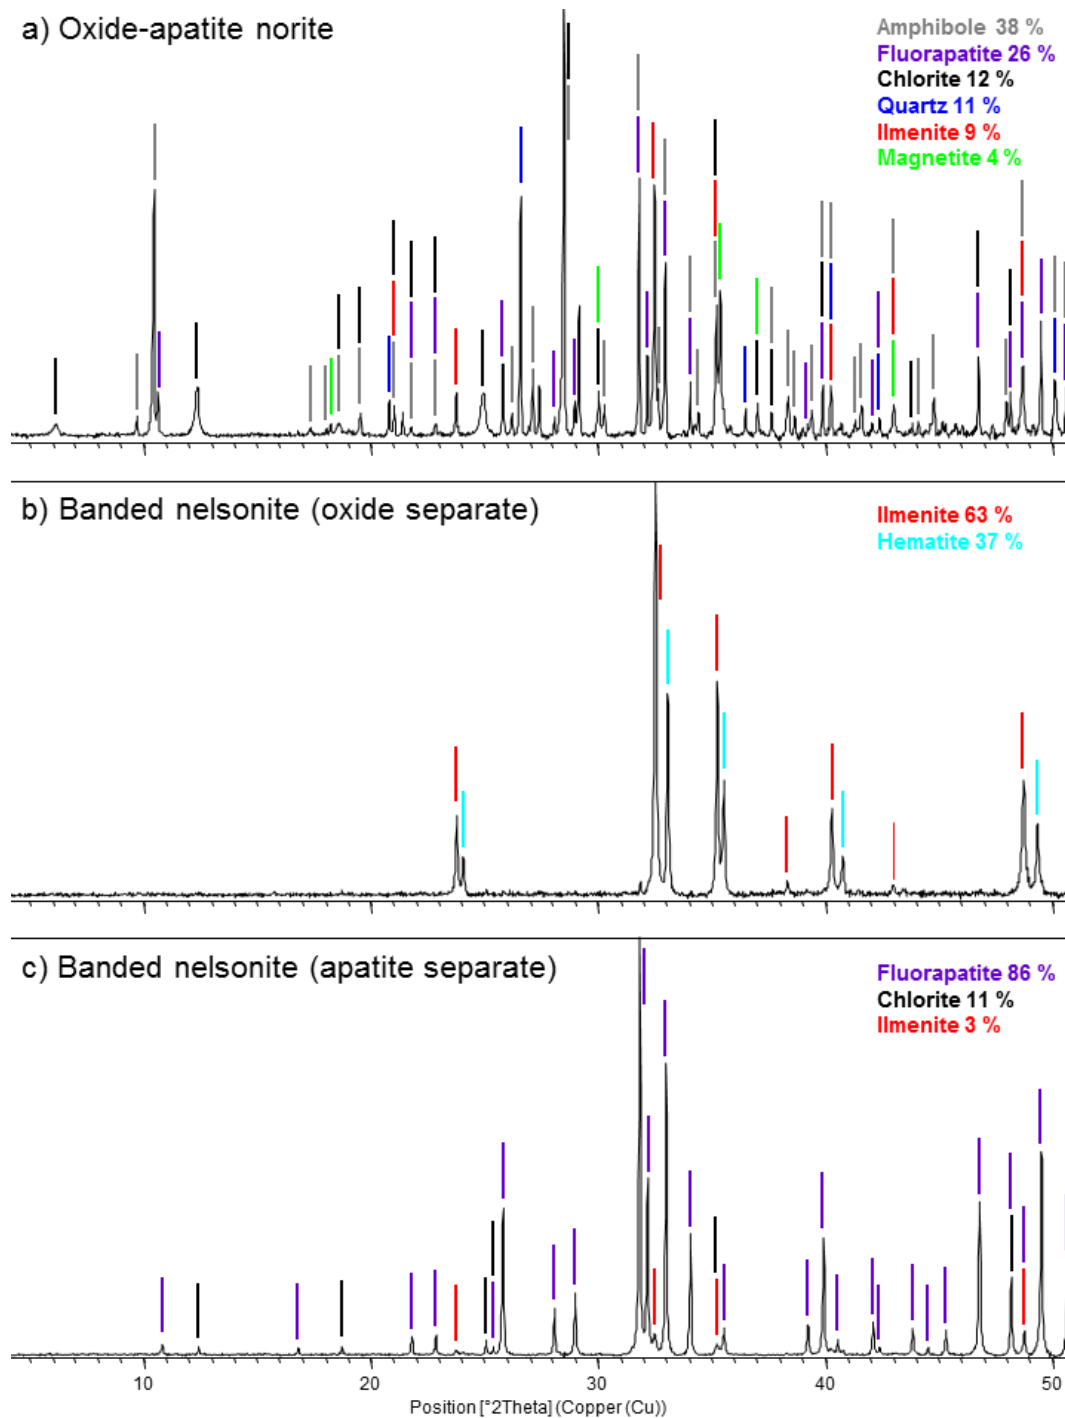 a) Oxide-apatite norite
Amphibole 38 %
Fluorapatite 26 %
Chlorite 12 %
Quartz 11 %
Ilmenite 9 %
Magnetite 4 %
b) Banded nelsonite (oxide separate)
Ilmenite 63 %
Hematite 37 %
c) Banded nelsonite (apatite separate)
Fluorapatite 86 %
Chlorite 11 %
Ilmenite 3 %
10 20 30 40 50
Position [°2Theta] (Copper (Cu))